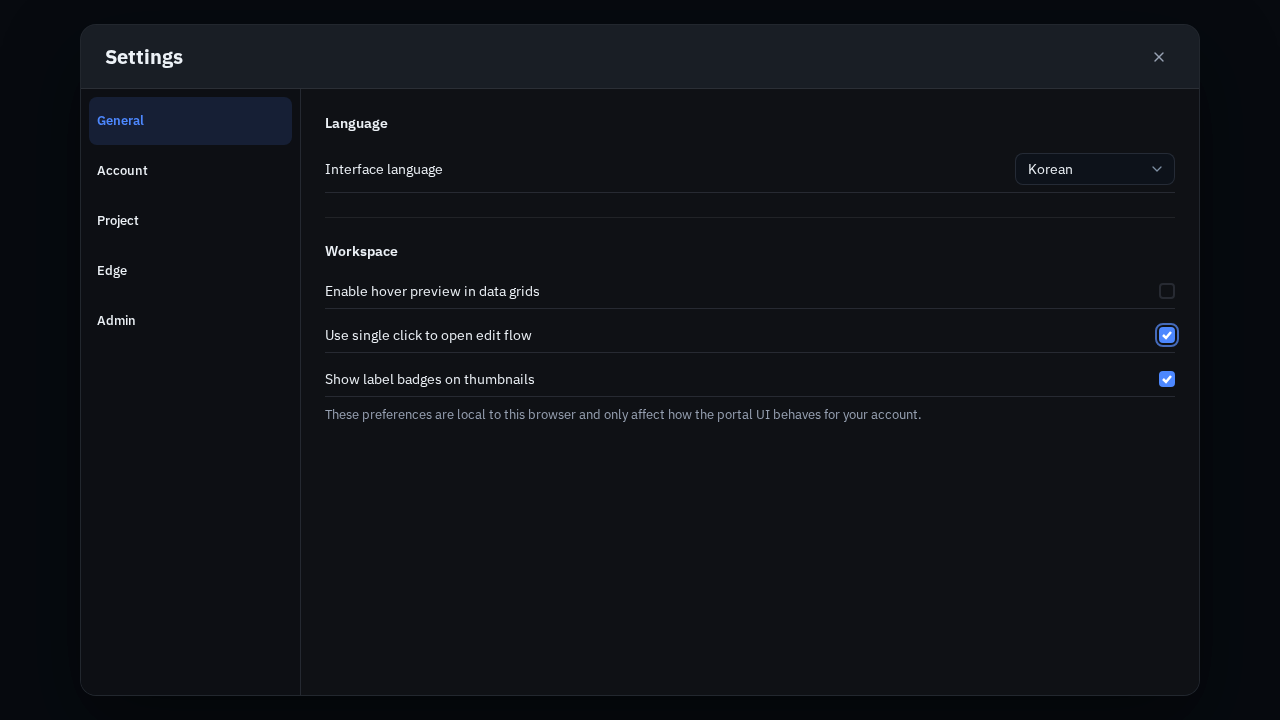 Settings
General
Account
Project
Edge
Admin
Language
Interface language
Korean
Workspace
Enable hover preview in data grids
Use single click to open edit flow
Show label badges on thumbnails
These preferences are local to this browser and only affect how the portal UI behaves for your account.